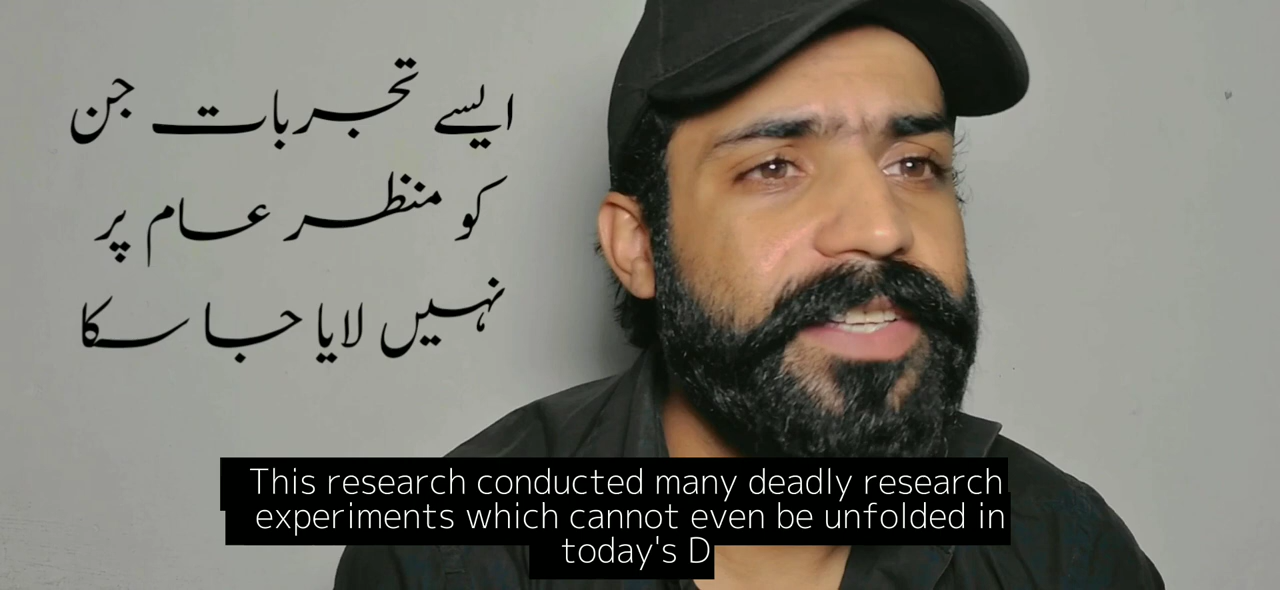 ایسے تجربات جن
کو منظر عام پر
نہیں لایا جا سکا
This research conducted many deadly research
experiments which cannot even be unfolded in
today's D